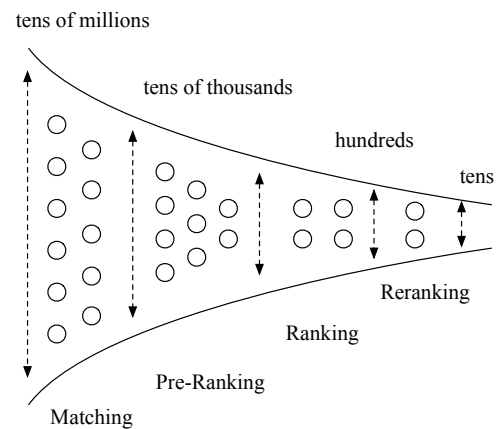 tens of millions
tens of thousands
hundreds
tens
Reranking
Ranking
Pre-Ranking
Matching